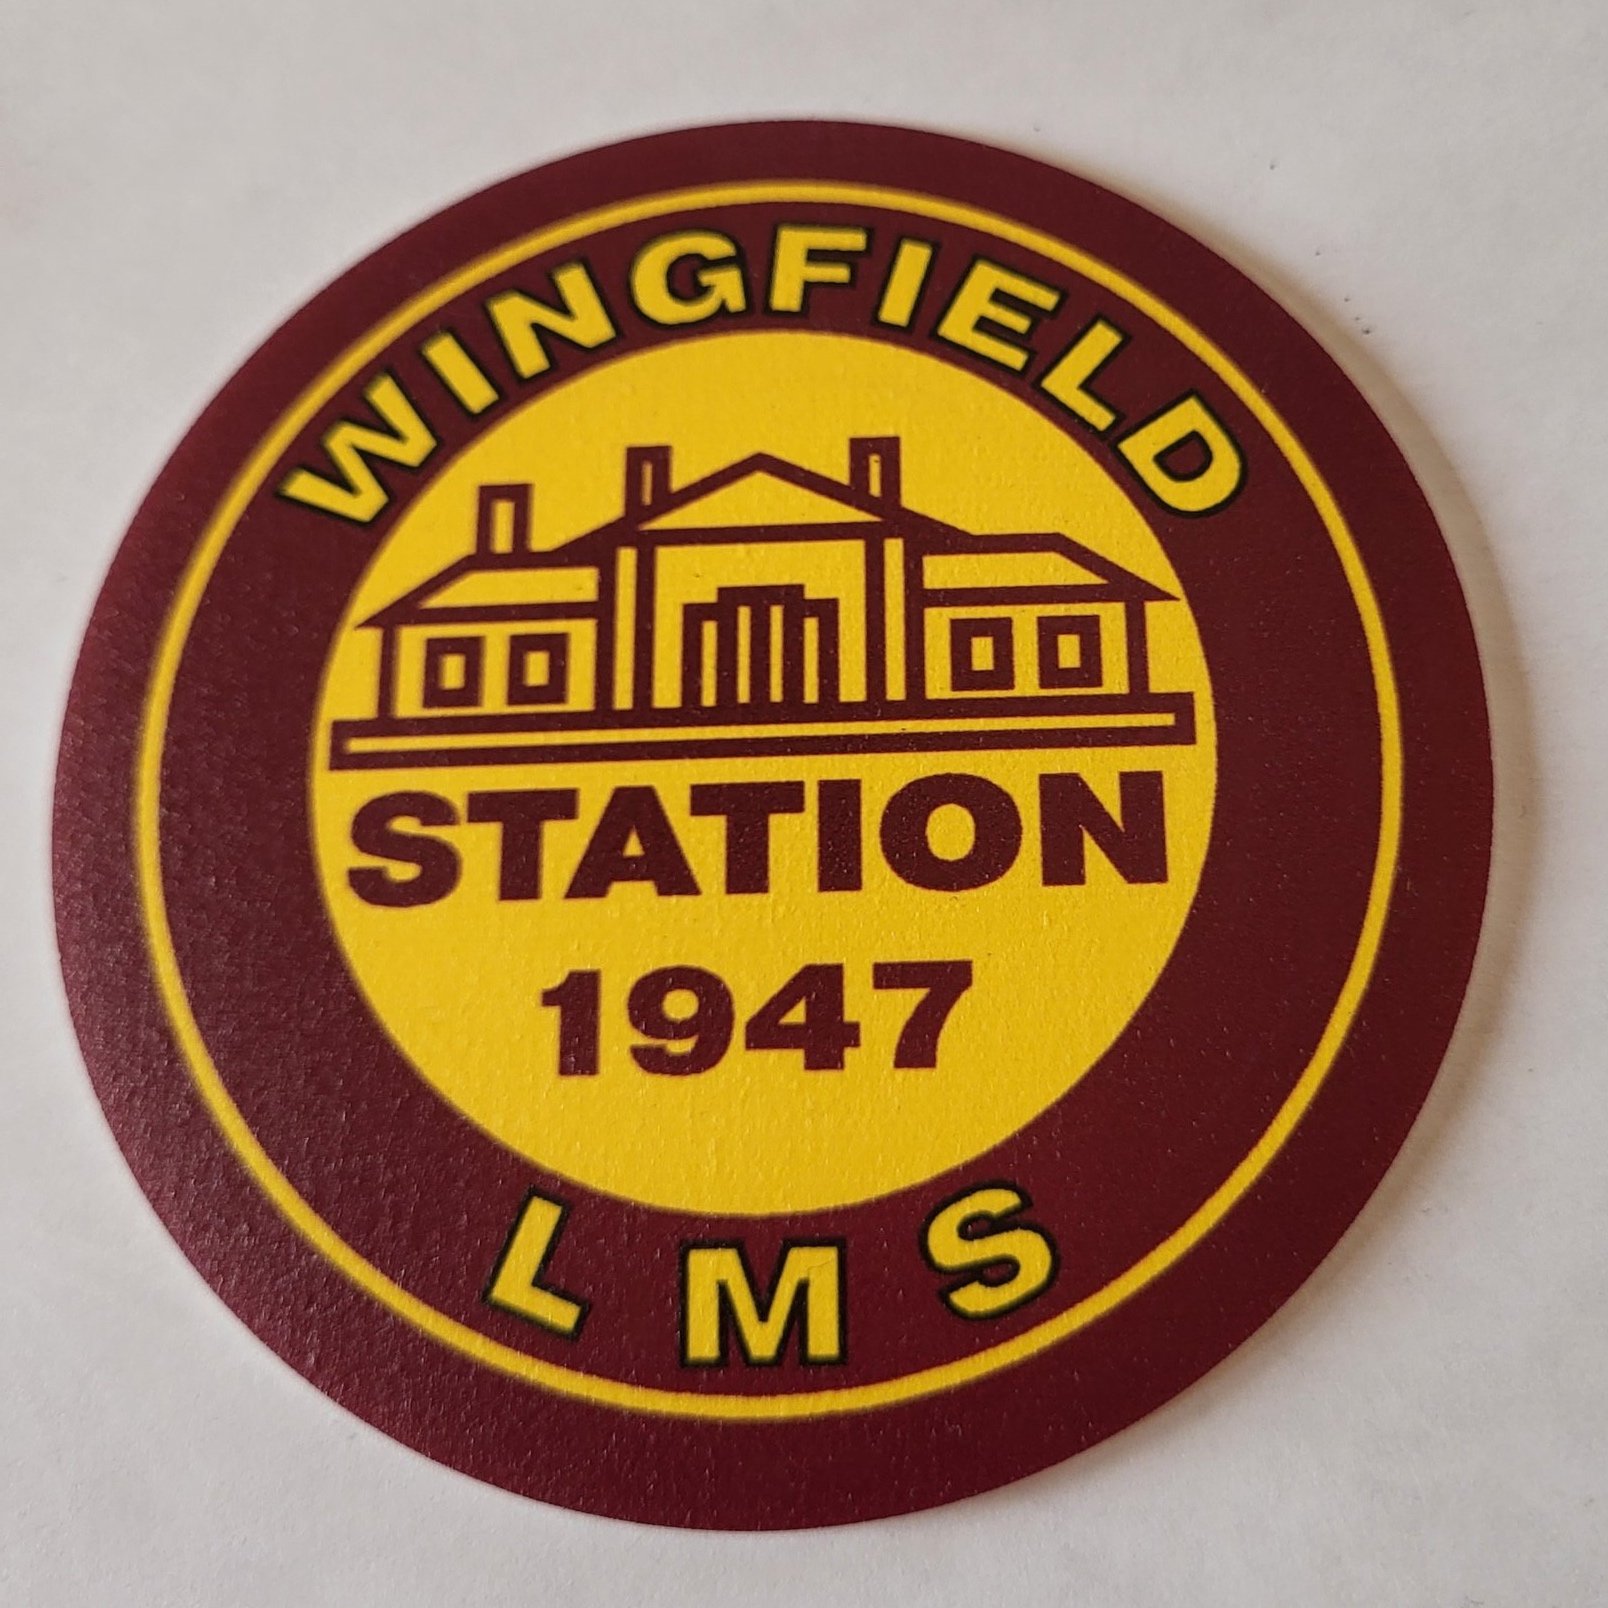 WINGFIELD
STATION
1947
LMS